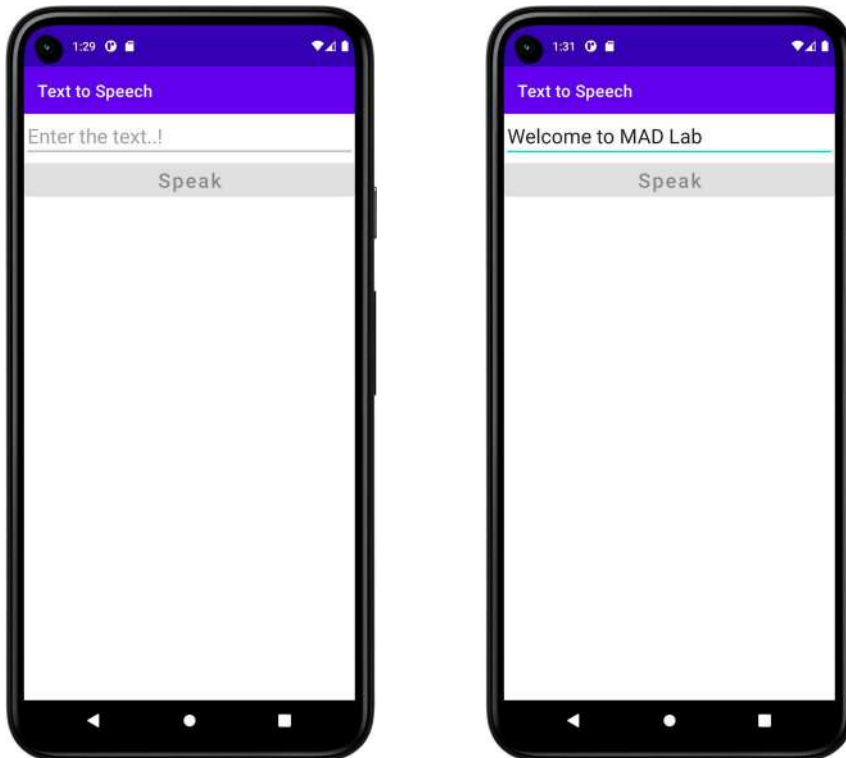 1:29
Text to Speech
Enter the text..!
Speak
1:31
Text to Speech
Welcome to MAD Lab
Speak